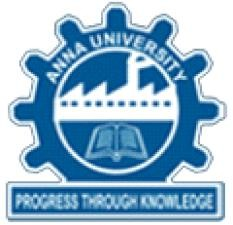 ANNA UNIVERSITY
PROGRESS THROUGH KNOWLEDGE